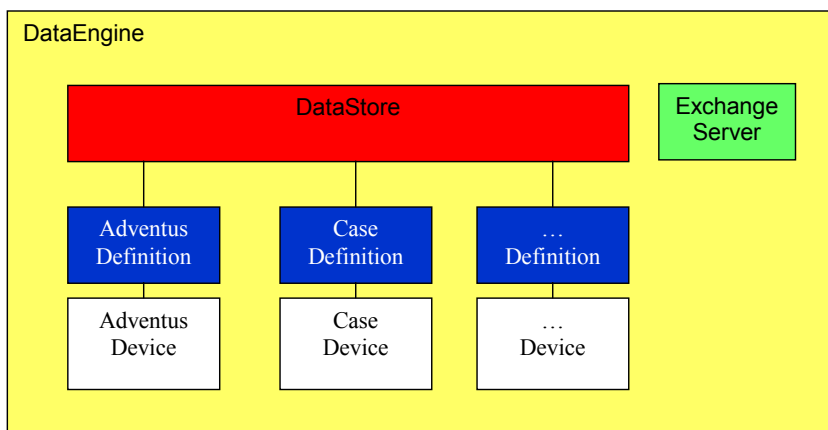 DataEngine
DataStore
Exchange
Server
Adventus
Definition
Case
Definition
…
Definition
Adventus
Device
Case
Device
…
Device